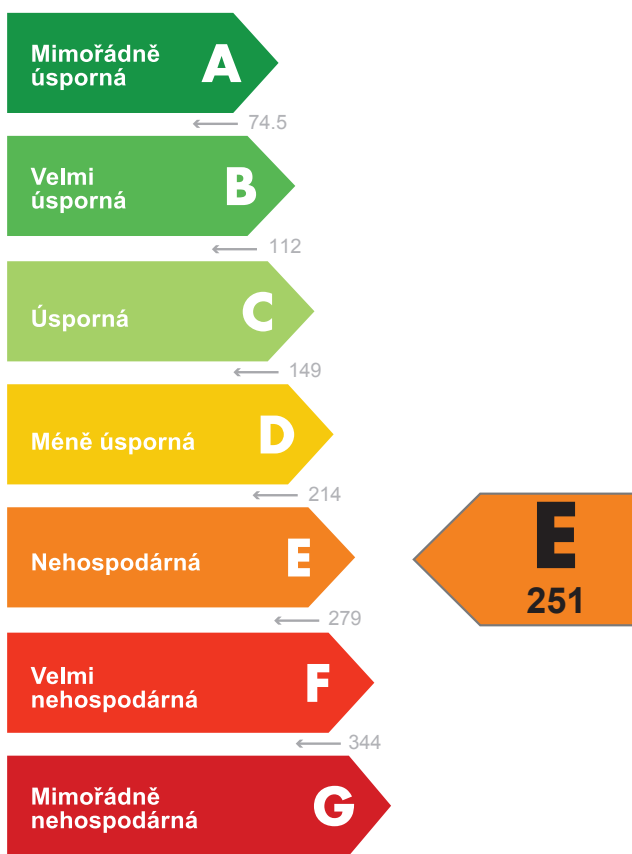 Mimořádně
úsporná
A
← 74.5
Velmi
úsporná
B
← 112
Úsporná
C
← 149
Méně úsporná
D
← 214
Nehospodárná
E
E
251
← 279
Velmi
nehospodárná
F
← 344
Mimořádně
nehospodárná
G